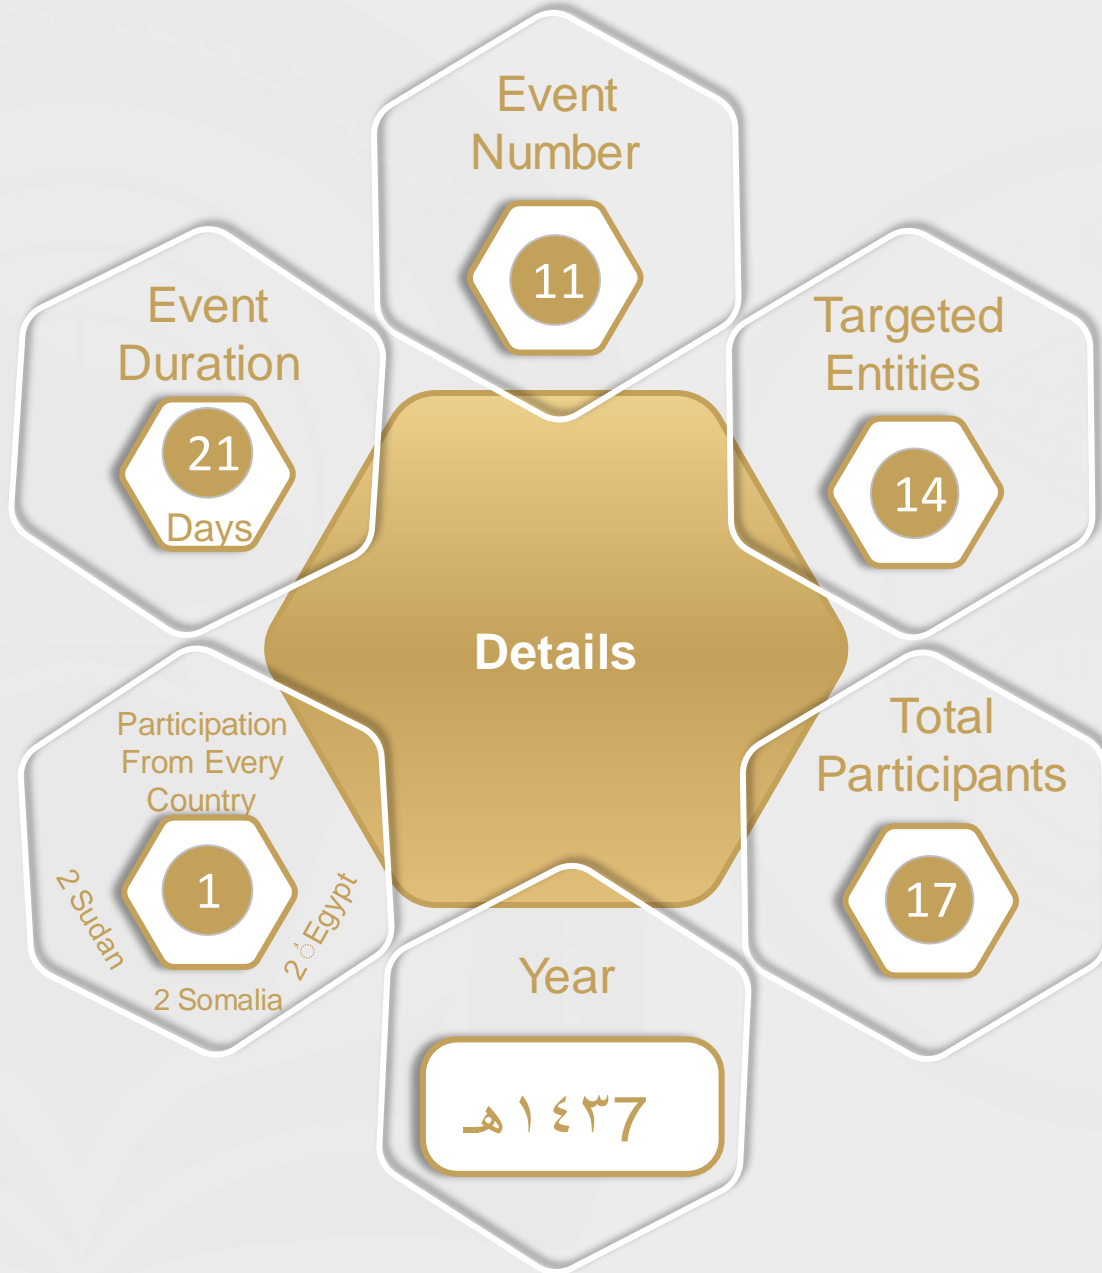 Event
Number
11
Event
Duration
21
Days
Targeted
Entities
14
Details
Participation
From Every
Country
1
2 Sudan
2 Somalia
2 ٌEgypt
Total
Participants
17
Year
١٤٣7هـ